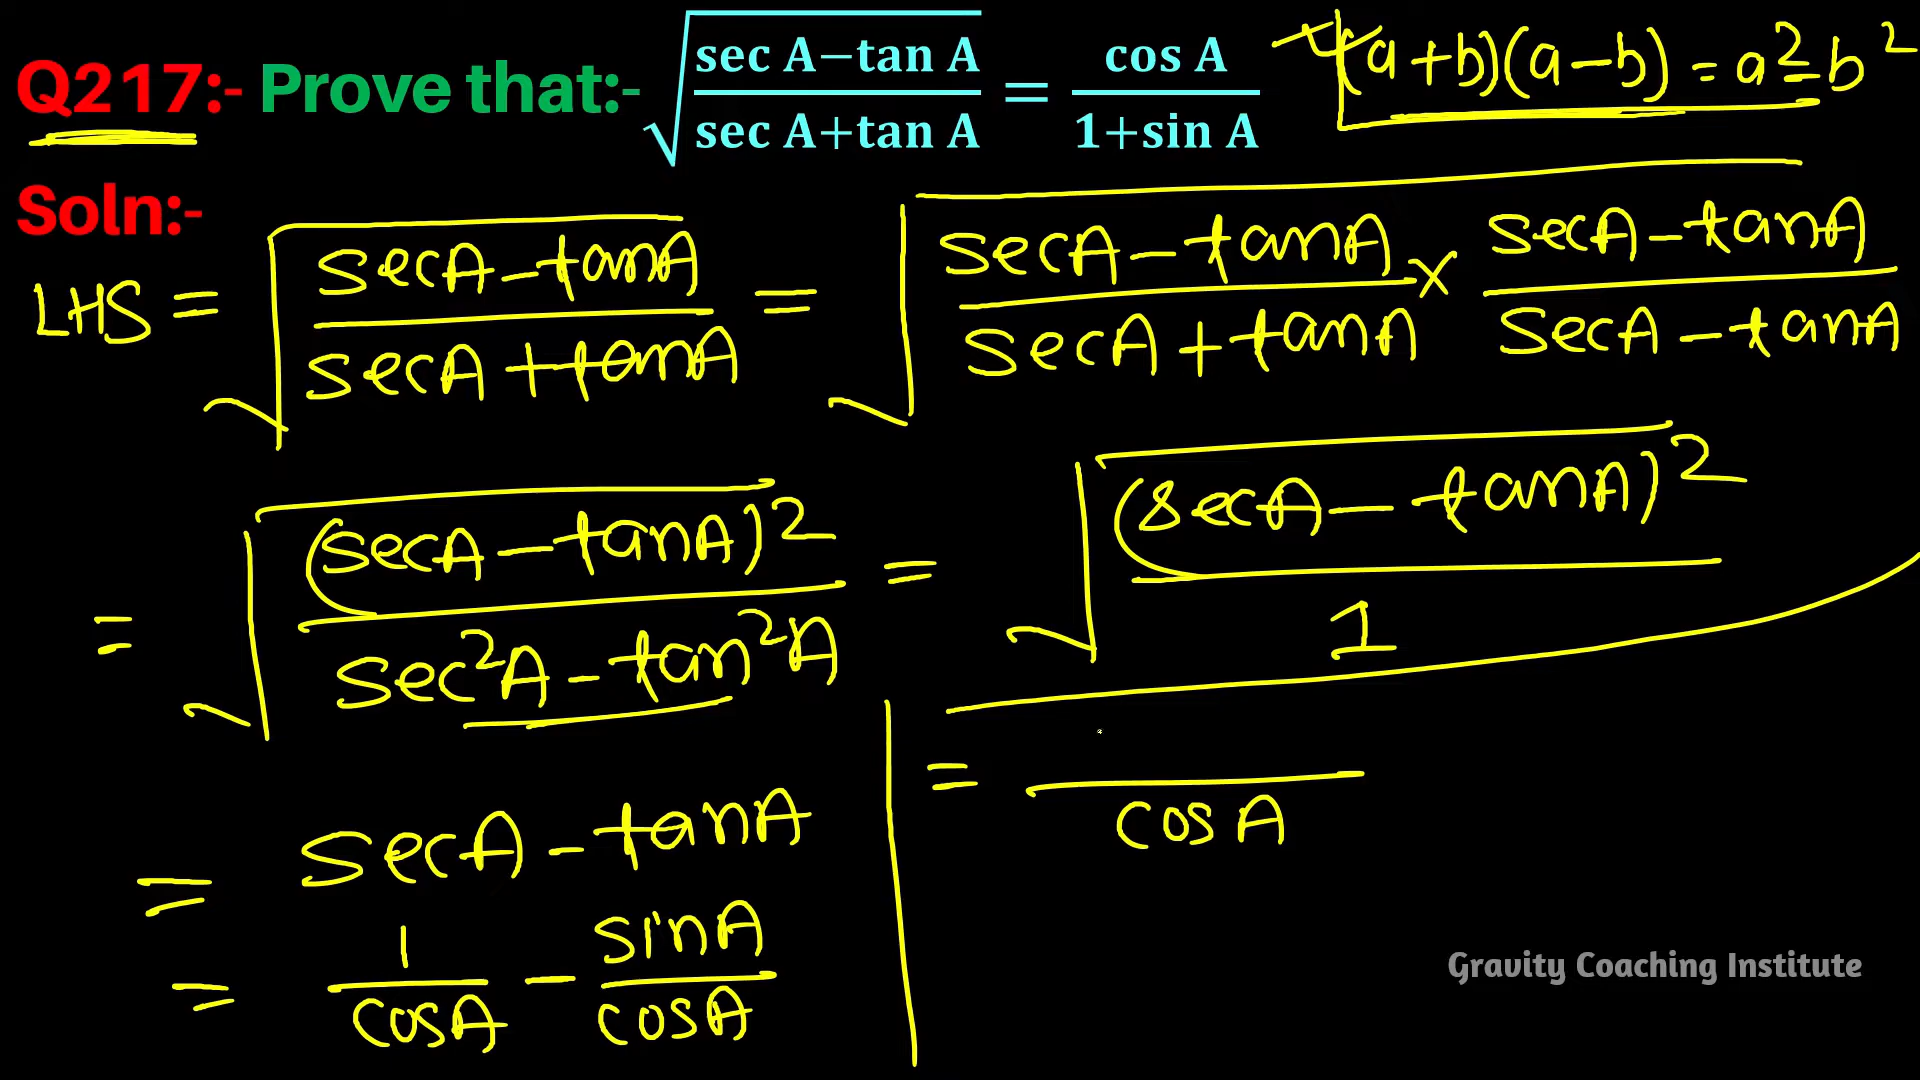 Q217:- Prove that:- √((sec A−tan A)/(sec A+tan A)) = cos A/(1+sin A) (a+b)(a−b) = a²−b²
Soln:-
LHS = √((secA−tanA)/(secA+tanA)) = √((secA−tanA)/(secA+tanA) × (secA−tanA)/(secA−tanA))
= √((secA−tanA)²/(sec²A−tan²A)) = √((secA−tanA)²/1)
= secA−tanA
= 1/cosA − sinA/cosA
= /cosA
Gravity Coaching Institute